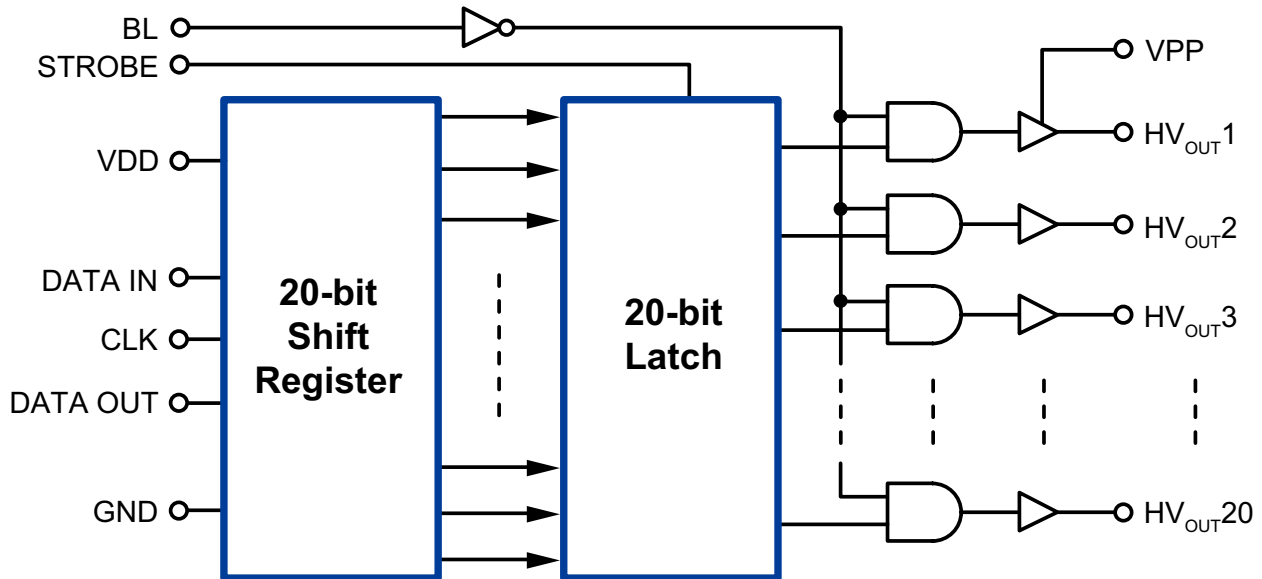 BL
STROBE
VPP
HVOUT1
VDD
HVOUT2
DATA IN
20-bit
Shift
Register
20-bit
Latch
HVOUT3
CLK
DATA OUT
GND
HVOUT20